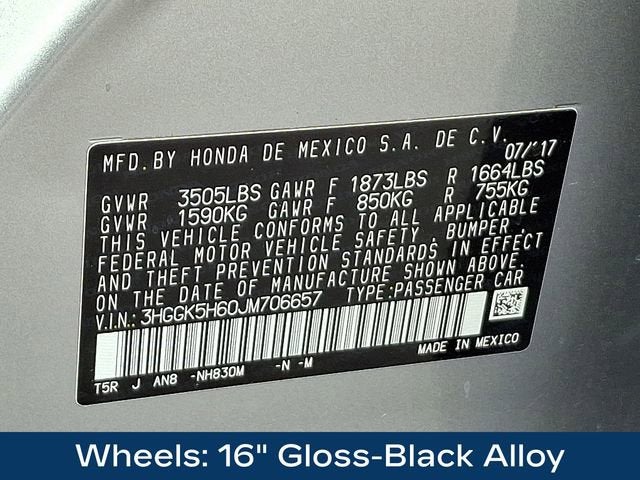 MFD. BY HONDA DE MEXICO S.A. DE C.V. 07/'17
GVWR 3505LBS GAWR F 1873LBS R 1664LBS
GVWR 1590KG GAWR F 850KG R 755KG
THIS VEHICLE CONFORMS TO ALL APPLICABLE
FEDERAL MOTOR VEHICLE SAFETY, BUMPER,
AND THEFT PREVENTION STANDARDS IN EFFECT
ON THE DATE OF MANUFACTURE SHOWN ABOVE.
V.I.N.: 3HGGK5H60JM706657 TYPE:PASSENGER CAR
T5R J AN8 -NH830M -N -M MADE IN MEXICO
Wheels: 16" Gloss-Black Alloy